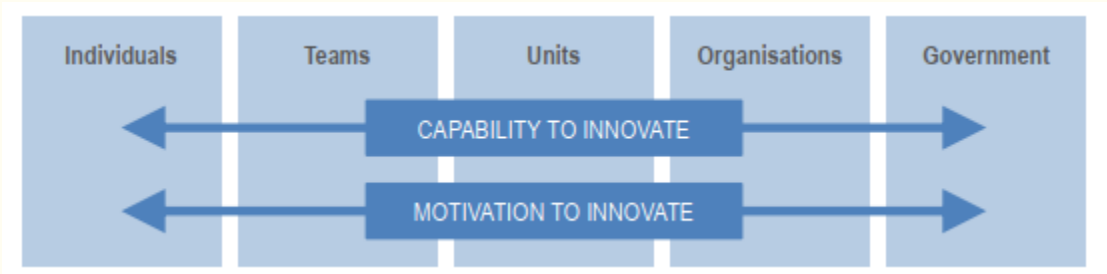 Individuals Teams Units Organisations Government
CAPABILITY TO INNOVATE
MOTIVATION TO INNOVATE